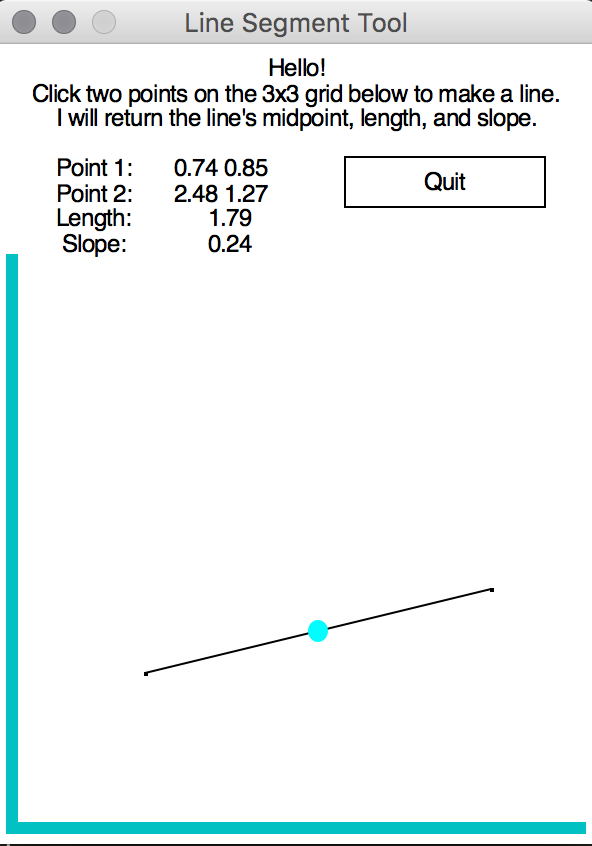 Line Segment Tool
Hello!
Click two points on the 3x3 grid below to make a line.
I will return the line's midpoint, length, and slope.
Point 1: 0.74 0.85
Point 2: 2.48 1.27
Length: 1.79
Slope: 0.24
Quit